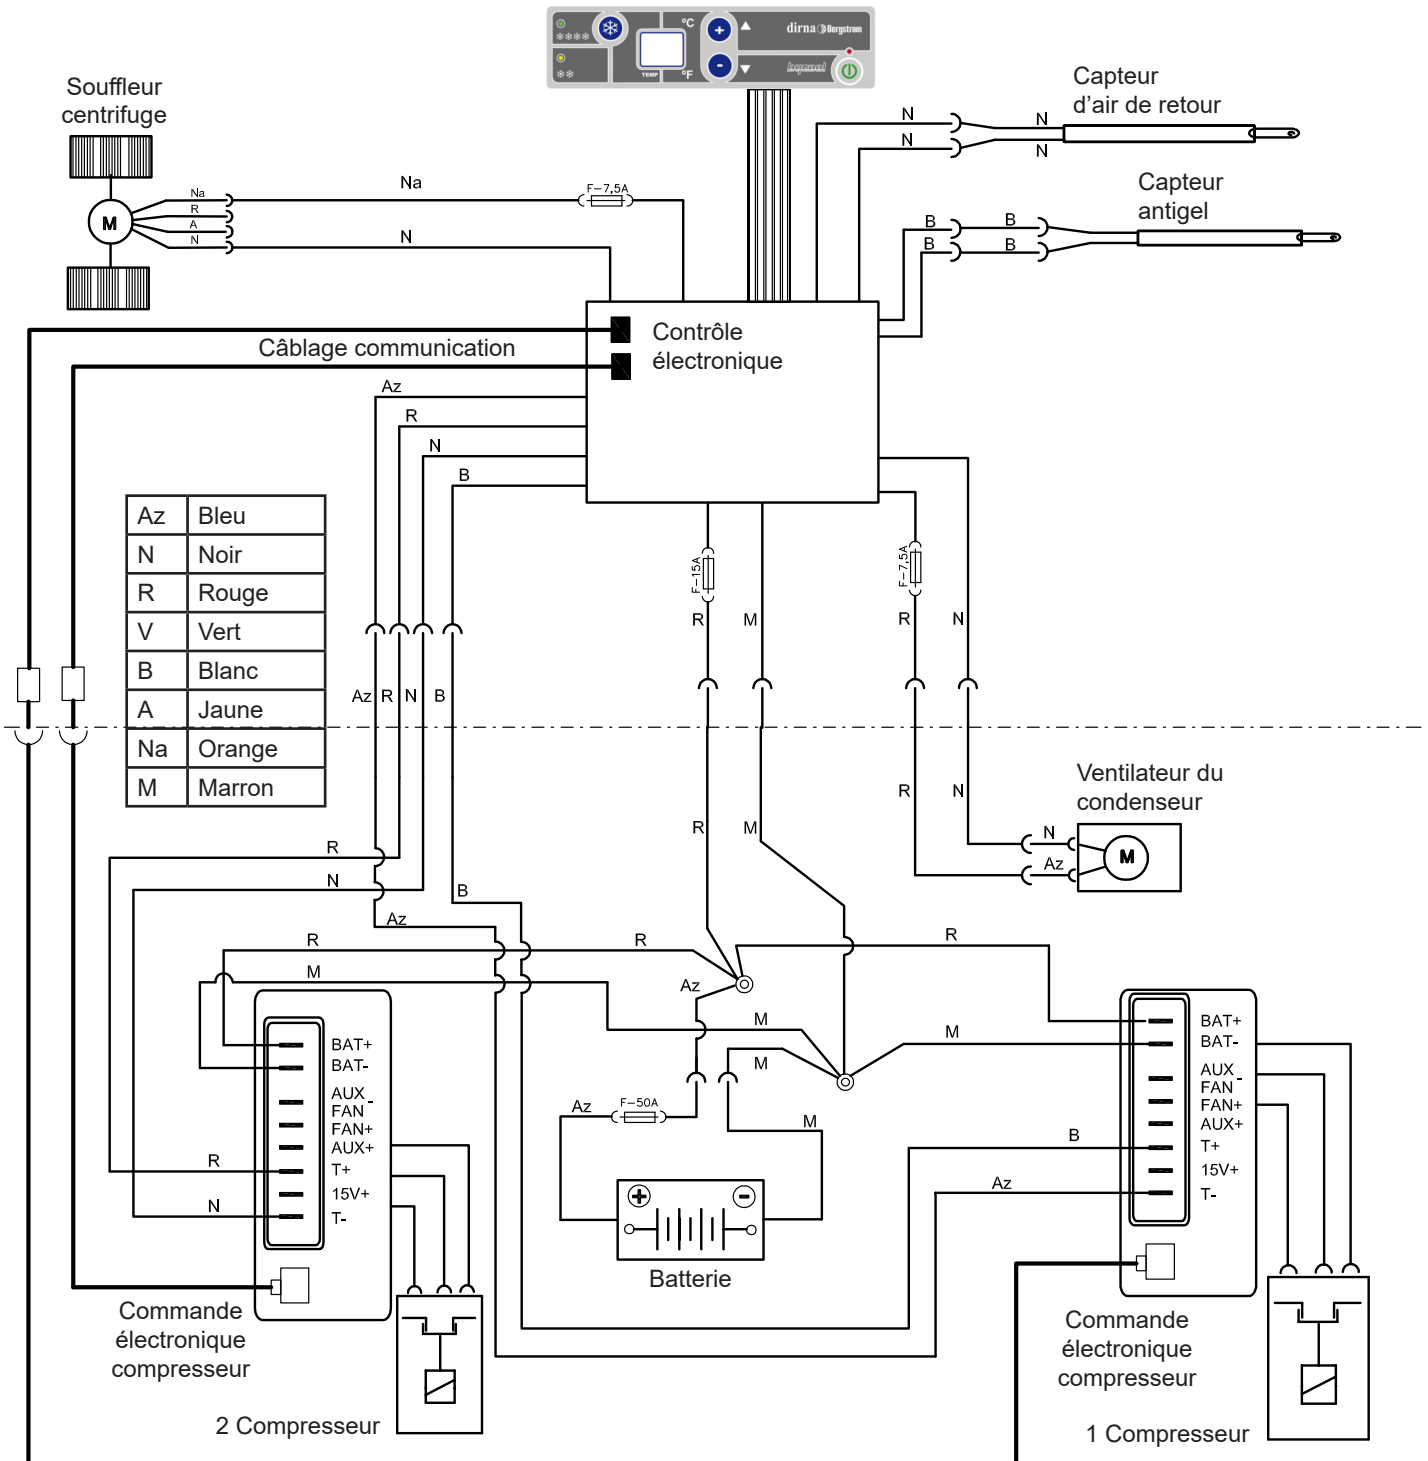 °C
dirna Bergstrom
TEMP
°F
bycool
Souffleur
centrifuge
Capteur
d'air de retour
N
N
N
N
Capteur
antigel
B
B
B
B
Na
R
A
N
M
Na
F-7,5A
N
Contrôle
électronique
Câblage communication
Az
R
N
B
Az Bleu
N Noir
R Rouge
V Vert
B Blanc
A Jaune
Na Orange
M Marron
F-15A
F-7,5A
R
M
R
N
Az
R
N
B
R
N
Ventilateur du
condenseur
R
M
N
Az
M
R
N
B
Az
R
R
R
M
Az
M
M
M
BAT+
BAT-
AUX
FAN -
FAN+
AUX+
T+
15V+
T-
R
N
Az
F-50A
M
+
-
Batterie
B
Az
BAT+
BAT-
AUX
FAN -
FAN+
AUX+
T+
15V+
T-
Commande
électronique
compresseur
2 Compresseur
Commande
électronique
compresseur
1 Compresseur